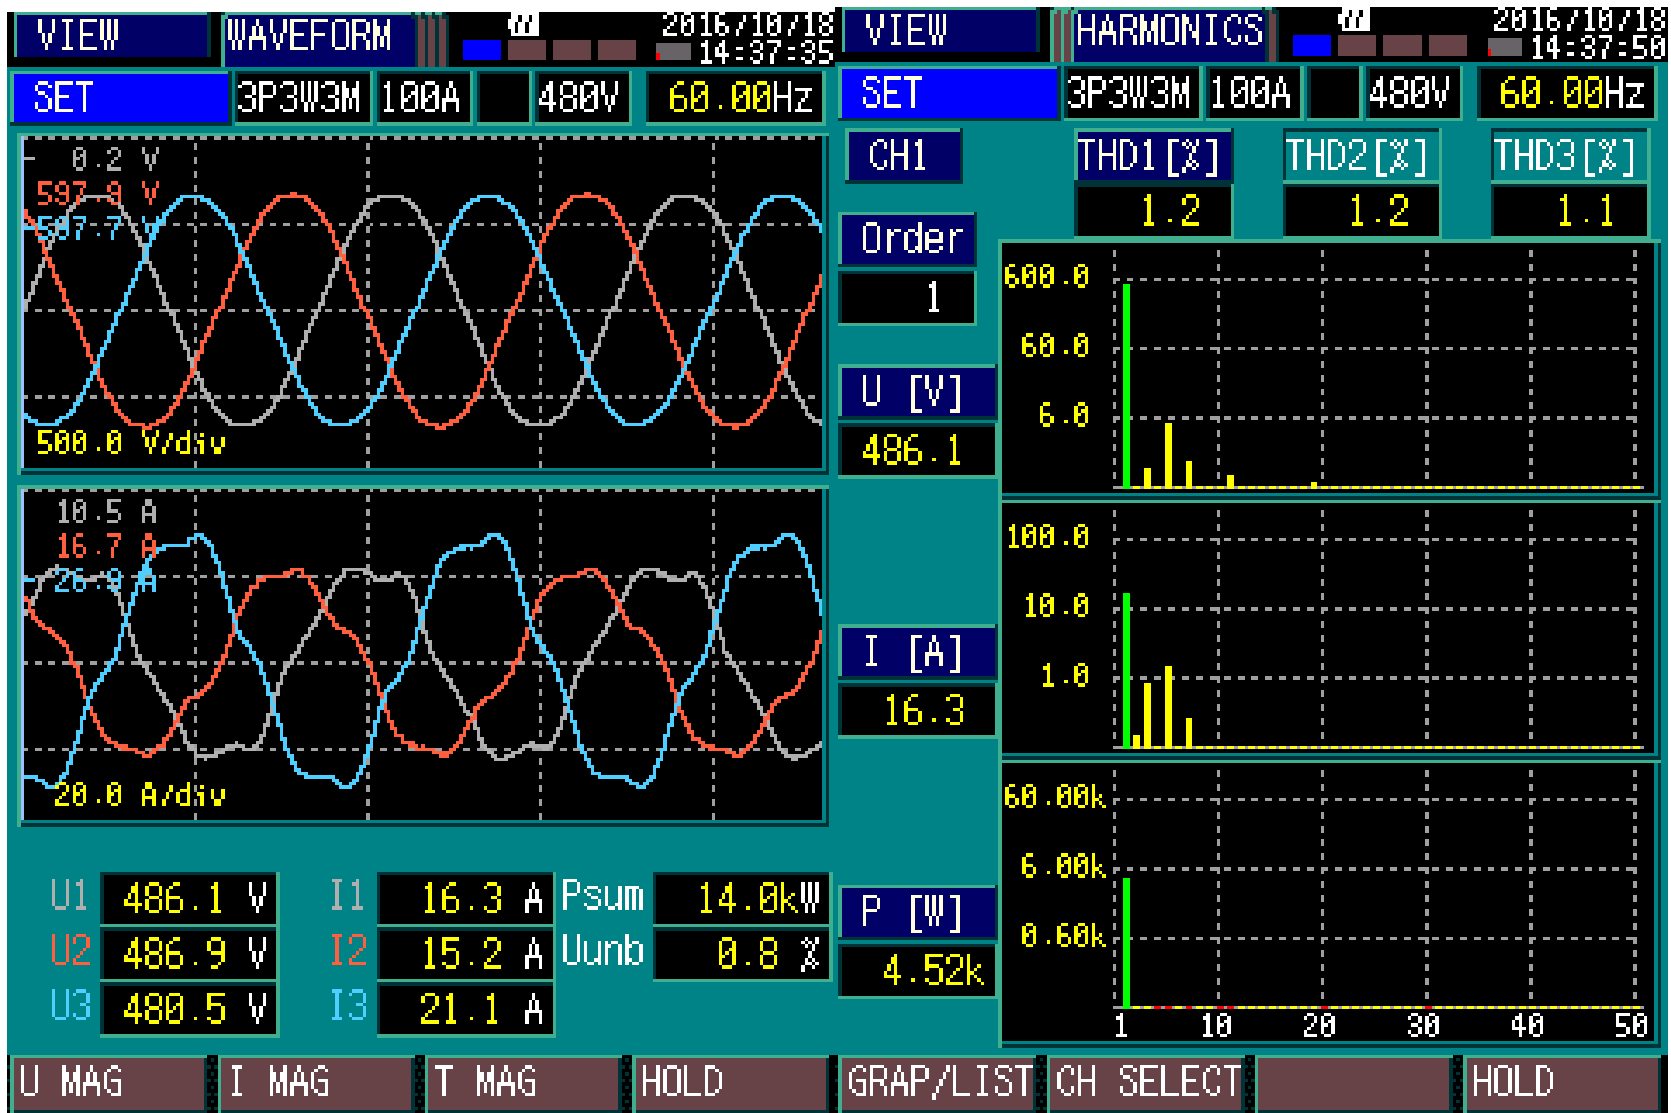 VIEW WAVEFORM 2016/10/18
14:37:35
SET 3P3W3M 100A 480V 60.00Hz
0.2 V
597.8 V
597.7 V
500.0 V/div
10.5 A
16.7 A
26.9 A
20.0 A/div
U1 486.1 V I1 16.3 A Psum 14.0kW
U2 486.9 V I2 15.2 A Uunb 0.8 %
U3 480.5 V I3 21.1 A
U MAG I MAG T MAG HOLD
VIEW HARMONICS 2016/10/18
14:37:50
SET 3P3W3M 100A 480V 60.00Hz
CH1 THD1[%] THD2[%] THD3[%]
1.2 1.2 1.1
Order
1
600.0
60.0
6.0
U [V]
486.1
100.0
10.0
1.0
I [A]
16.3
60.00k
6.00k
0.60k
P [W]
4.52k
1 10 20 30 40 50
GRAP/LIST CH SELECT HOLD